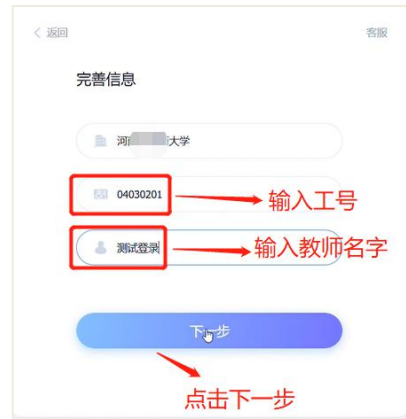 返回
客服
完善信息
河 大学
04030201
输入工号
测试登录
输入教师名字
下一步
点击下一步